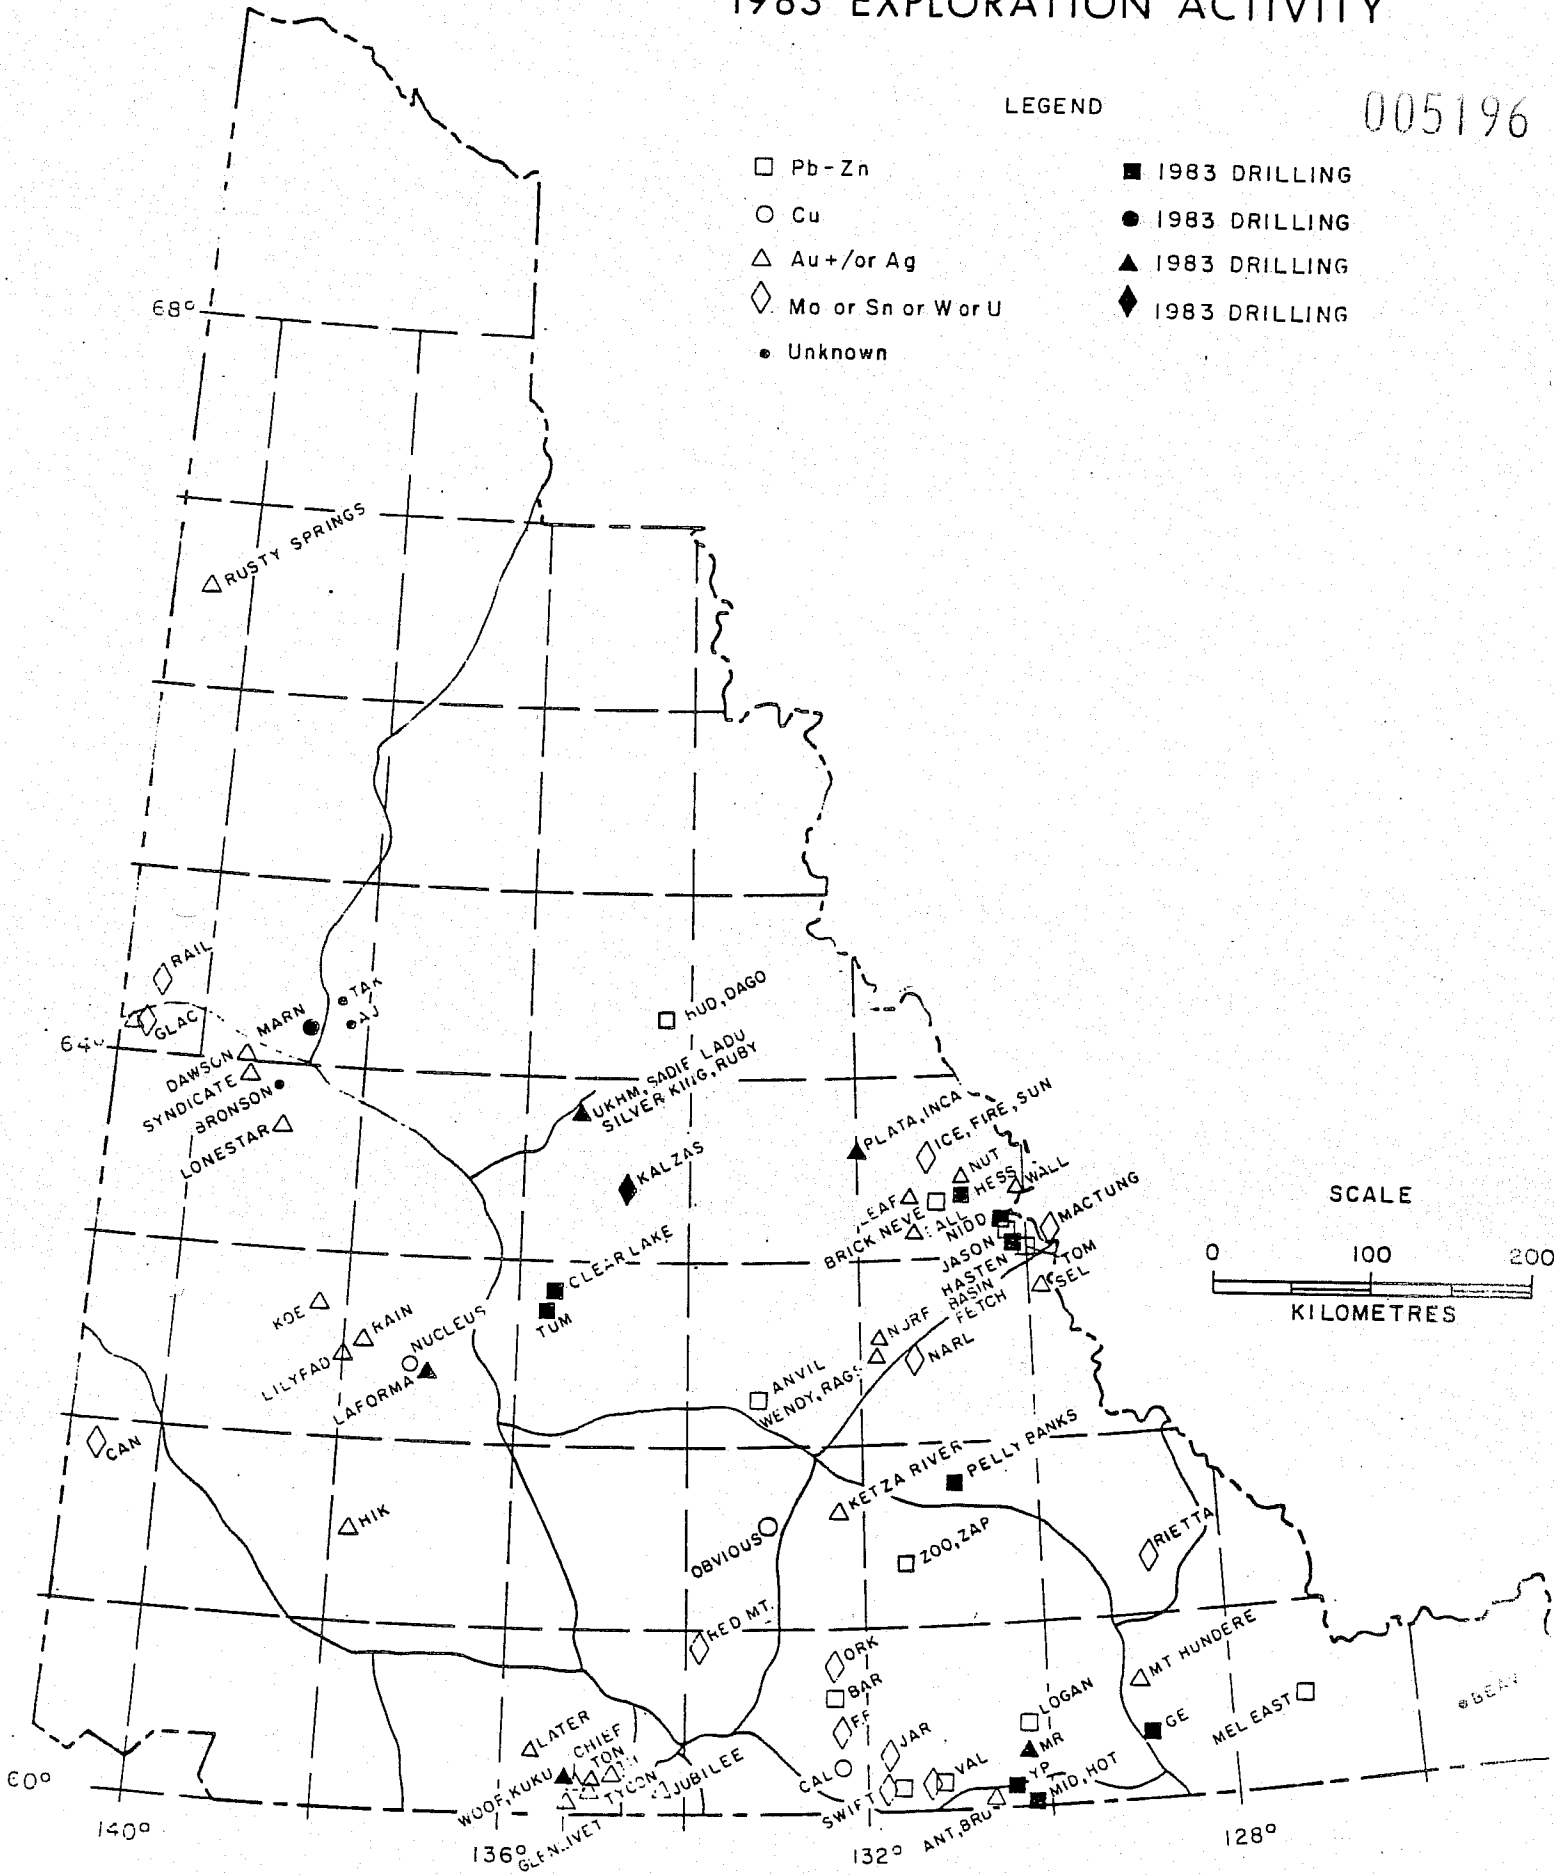 1983 EXPLORATION ACTIVITY
LEGEND
005196
Pb-Zn
1983 DRILLING
Cu
1983 DRILLING
Au +/or Ag
1983 DRILLING
Mo or Sn or W or U
1983 DRILLING
Unknown
68°
RUSTY SPRINGS
RAIL
TAK
HUD, DAGO
GLAC
MARN
AJ
64°
DAWSON
SYNDICATE
BRONSON
LONESTAR
UKHM, SADIE LADU
SILVER KING, RUBY
PLATA, INCA
ICE, FIRE, SUN
KALZAS
NUT
HESS
WALL
LEAF
MACTUNG
BRICK NEVE
NIDD
JASON
TOM
HASTEN
SEL
BASIN
FETCH
SCALE
0 100 200
KILOMETRES
CLEAR LAKE
TUM
KOE
RAIN
NUCLEUS
LILYFAD
LAFORMA
NARL
ANVIL
WENDY, RAGS
CAN
PELLY BANKS
KETZA RIVER
HIK
OBVIOUS
ZOO, ZAP
RIETTA
RED MT.
ORK
BAR
MT HUNDERE
LOGAN
FF
JAR
MEL EAST
GE
LATER
CHIEF
TON
MR
VAL
YP
MID, HOT
WOOF, KUKU
TYCON
JUBILEE
CAL
SWIFT
ANT, BRU
60°
GLENLIVET
140°
136°
132°
128°